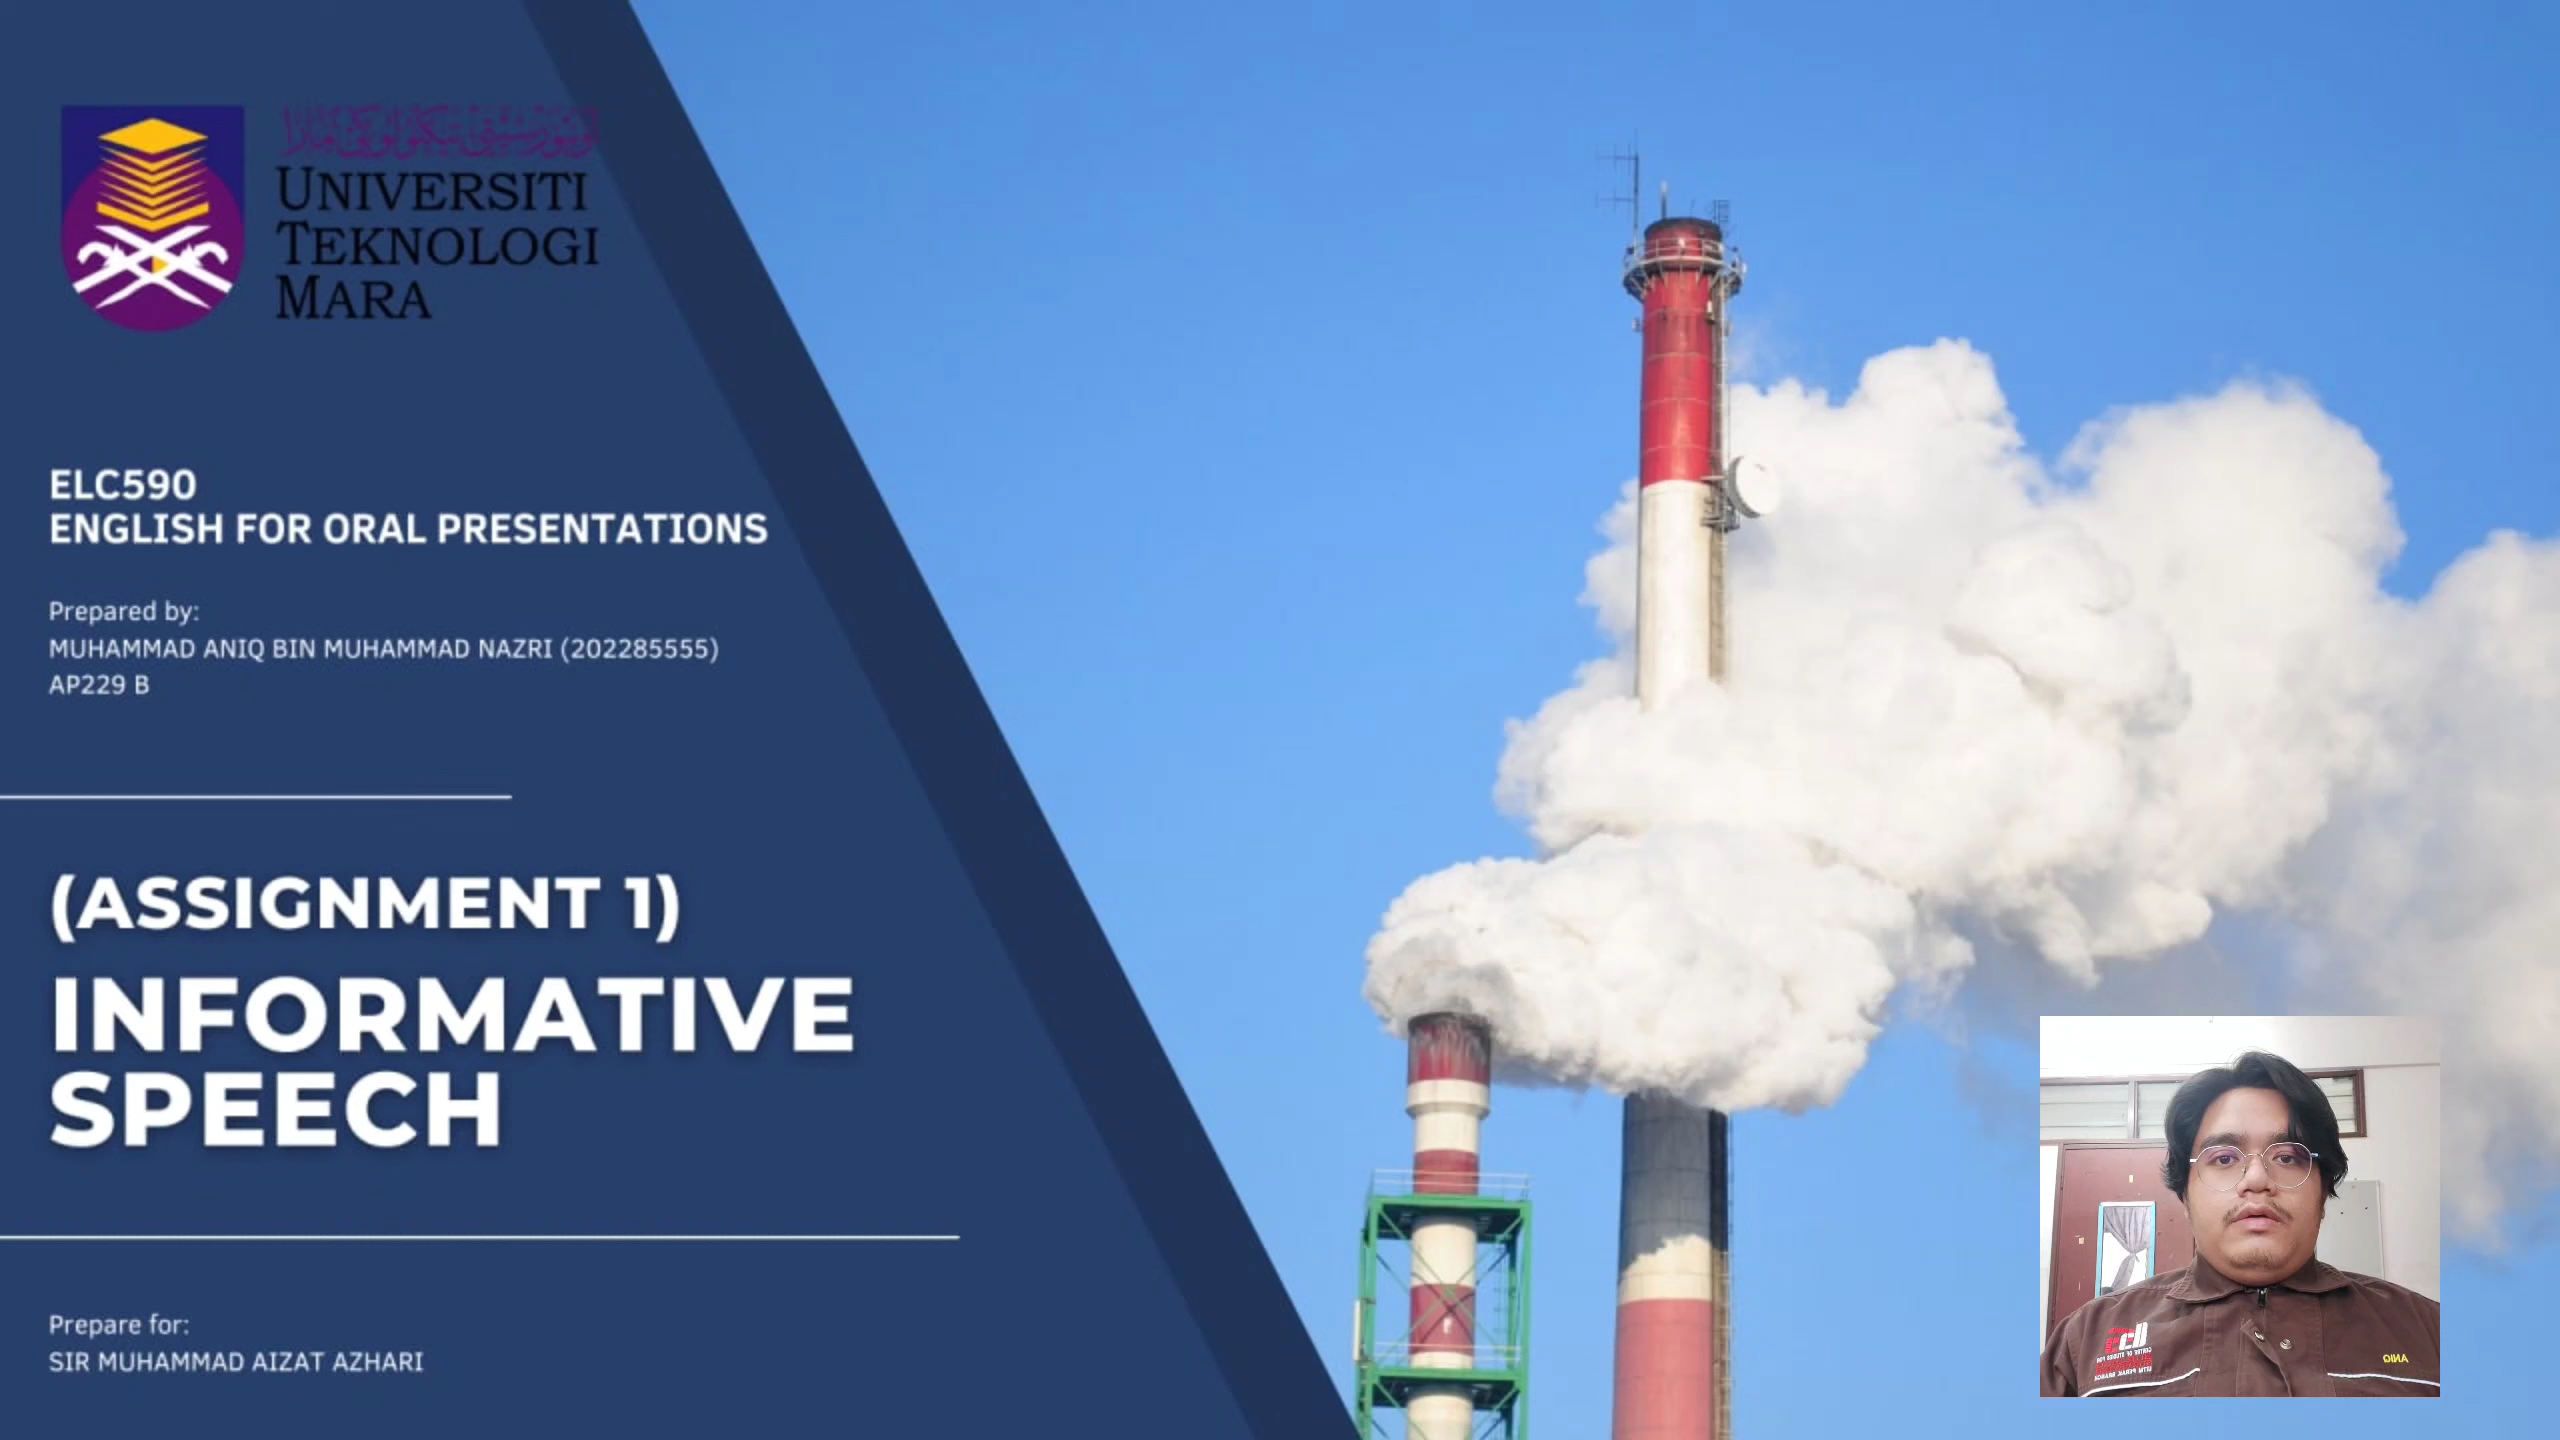 UNIVERSITI
TEKNOLOGI
MARA
ELC590
ENGLISH FOR ORAL PRESENTATIONS
Prepared by:
MUHAMMAD ANIQ BIN MUHAMMAD NAZRI (202285555)
AP229 B
(ASSIGNMENT 1)
INFORMATIVE
SPEECH
Prepare for:
SIR MUHAMMAD AIZAT AZHARI
ANIQ